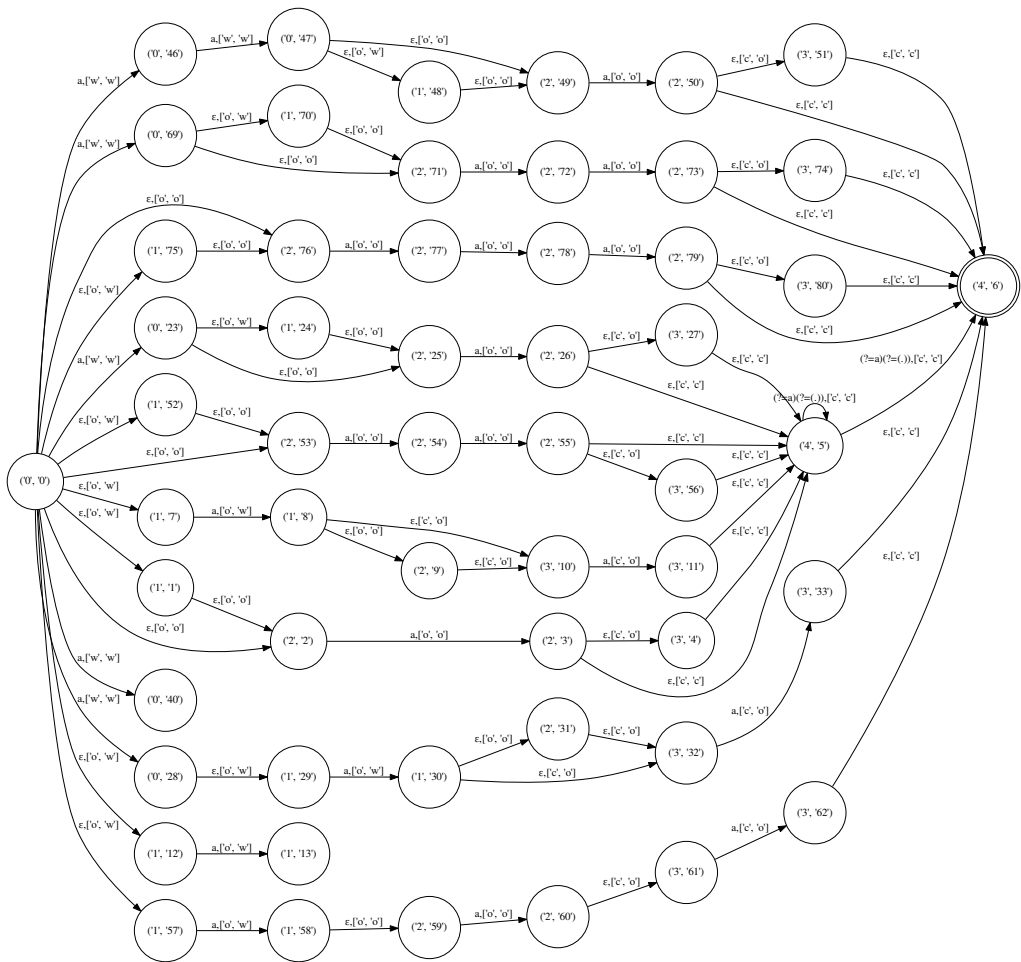 a,['w', 'w']
('0', '46')
a,['w', 'w']
('0', '47')
ε,['o', 'o']
ε,['o', 'w']
('1', '48')
ε,['o', 'o']
('2', '49')
a,['o', 'o']
('2', '50')
ε,['c', 'o']
('3', '51')
ε,['c', 'c']
ε,['c', 'c']
a,['w', 'w']
('0', '69')
ε,['o', 'w']
('1', '70')
ε,['o', 'o']
ε,['o', 'o']
('2', '71')
a,['o', 'o']
('2', '72')
a,['o', 'o']
('2', '73')
ε,['c', 'o']
('3', '74')
ε,['c', 'c']
ε,['c', 'c']
ε,['o', 'o']
ε,['o', 'w']
('1', '75')
ε,['o', 'o']
('2', '76')
a,['o', 'o']
('2', '77')
a,['o', 'o']
('2', '78')
a,['o', 'o']
('2', '79')
ε,['c', 'o']
('3', '80')
ε,['c', 'c']
ε,['c', 'c']
('4', '6')
a,['w', 'w']
('0', '23')
ε,['o', 'w']
('1', '24')
ε,['o', 'o']
ε,['o', 'o']
('2', '25')
a,['o', 'o']
('2', '26')
ε,['c', 'o']
('3', '27')
ε,['c', 'c']
ε,['c', 'c']
(?=a)(?=(.)),['c', 'c']
(?=a)(?=(.)),['c', 'c']
('4', '5')
ε,['o', 'w']
('1', '52')
ε,['o', 'o']
ε,['o', 'o']
('2', '53')
a,['o', 'o']
('2', '54')
a,['o', 'o']
('2', '55')
ε,['c', 'c']
ε,['c', 'o']
('3', '56')
ε,['c', 'c']
('0', '0')
ε,['o', 'w']
('1', '7')
a,['o', 'w']
('1', '8')
ε,['c', 'o']
ε,['o', 'o']
('2', '9')
ε,['c', 'o']
('3', '10')
a,['c', 'o']
('3', '11')
ε,['c', 'c']
ε,['o', 'w']
('1', '1')
ε,['o', 'o']
ε,['o', 'o']
('2', '2')
a,['o', 'o']
('2', '3')
ε,['c', 'o']
('3', '4')
ε,['c', 'c']
ε,['c', 'c']
a,['w', 'w']
('0', '40')
a,['w', 'w']
('0', '28')
ε,['o', 'w']
('1', '29')
a,['o', 'w']
('1', '30')
ε,['o', 'o']
('2', '31')
ε,['c', 'o']
ε,['c', 'o']
('3', '32')
a,['c', 'o']
('3', '33')
ε,['c', 'c']
ε,['o', 'w']
('1', '12')
a,['o', 'w']
('1', '13')
ε,['o', 'w']
('1', '57')
a,['o', 'w']
('1', '58')
ε,['o', 'o']
('2', '59')
a,['o', 'o']
('2', '60')
ε,['c', 'o']
('3', '61')
a,['c', 'o']
('3', '62')
ε,['c', 'c']